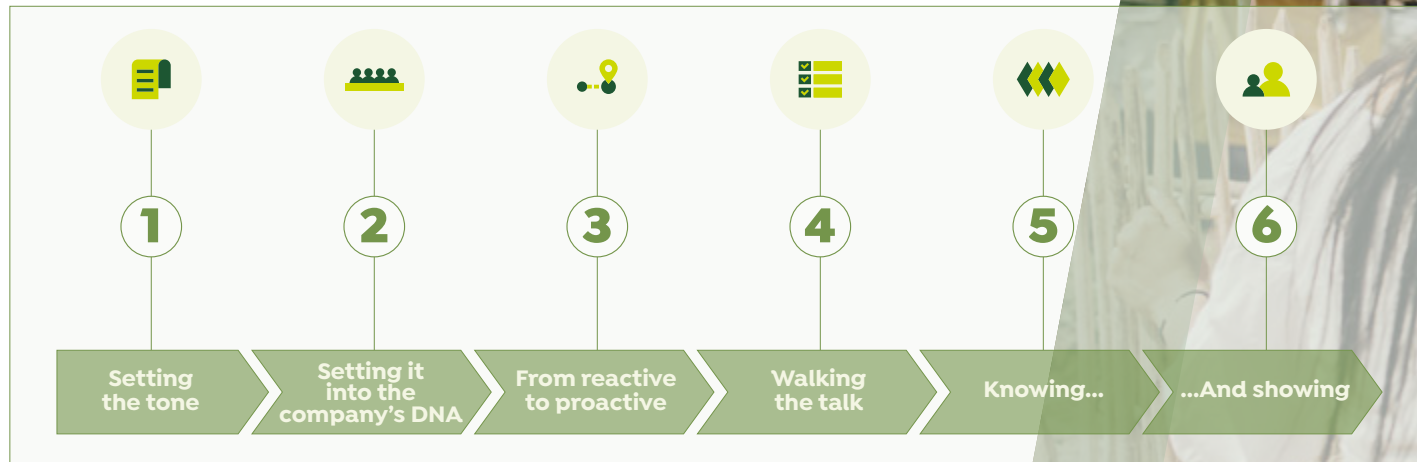 1
2
3
4
5
6
Setting
the tone
Setting it
into the
company’s DNA
From reactive
to proactive
Walking
the talk
Knowing...
...And showing